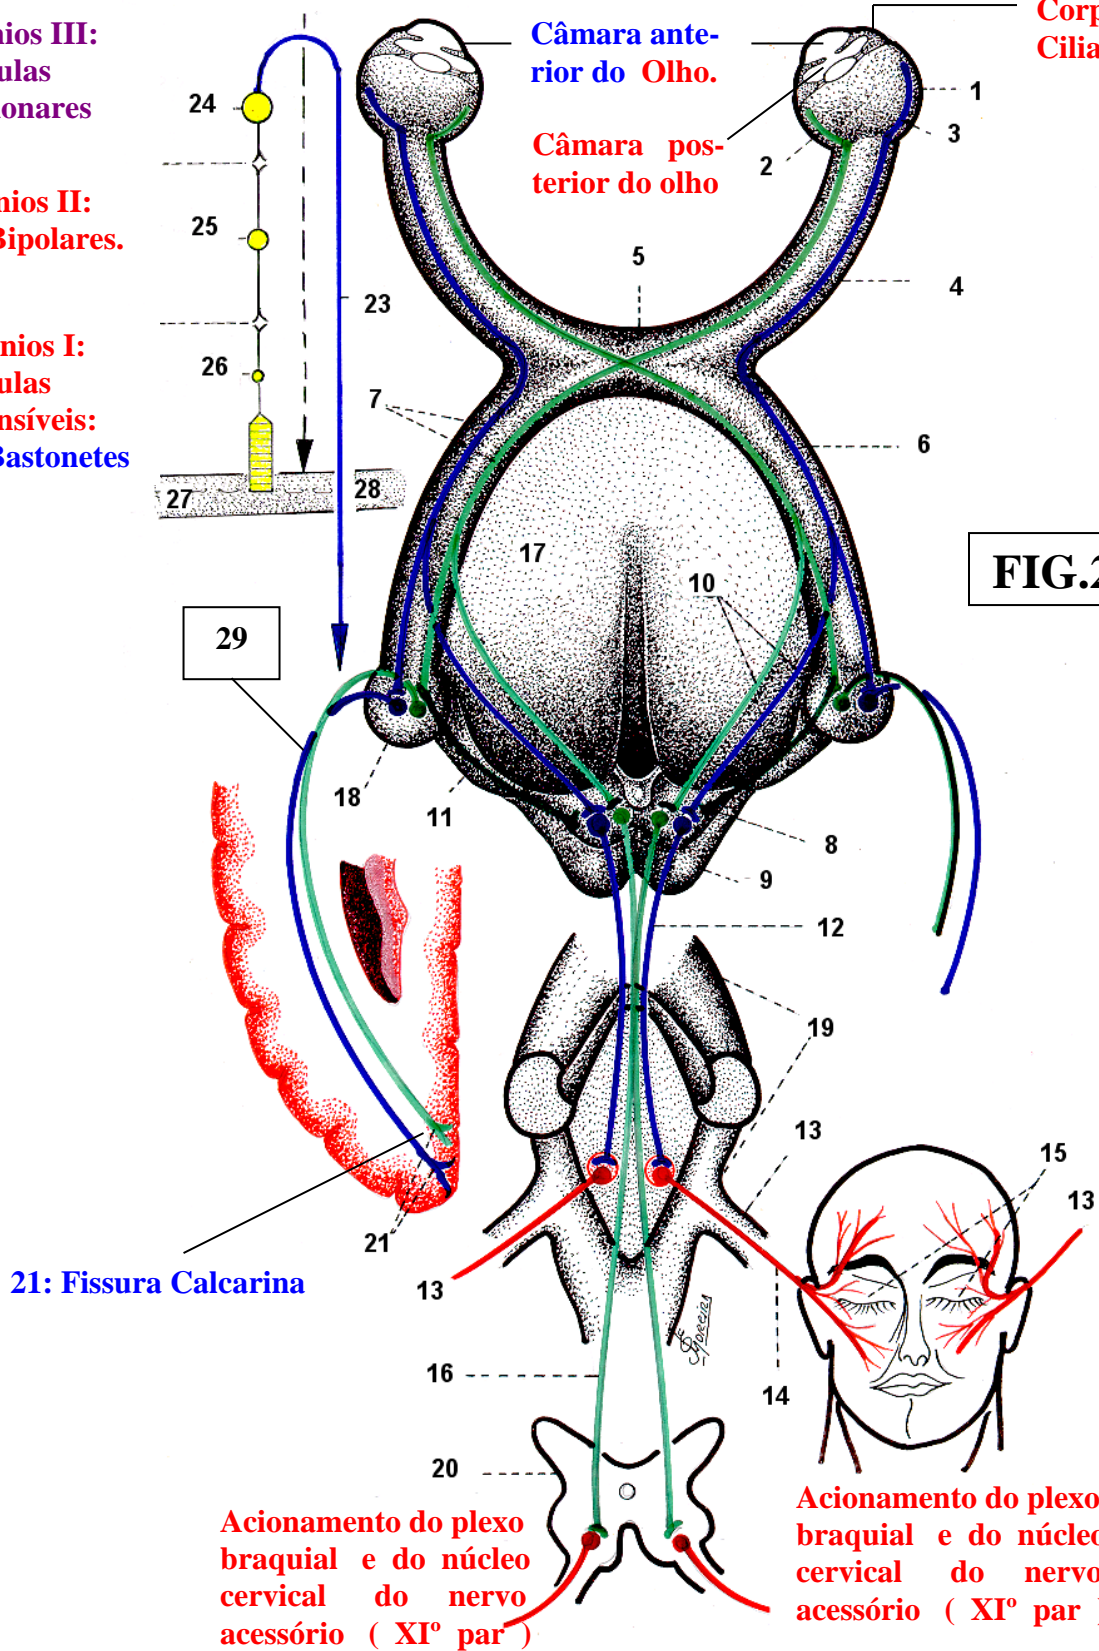 nios III:
ulas
onares
24
nios II:
Bipolares.
25
23
nios I:
ulas
nsíveis:
Bastonetes
26
27
28
Câmara ante-
rior do Olho.
Câmara pos-
terior do olho
Corp
Cilia
1
3
2
4
5
6
7
17
10
FIG.2
29
18
11
8
9
12
19
13
15
13
21
13
21: Fissura Calcarina
MOREIRA
14
16
20
Acionamento do plexo
braquial e do núcleo
cervical do nervo
acessório ( XIº par )
Acionamento do plexo
braquial e do núcleo
cervical do nervo
acessório ( XIº par )